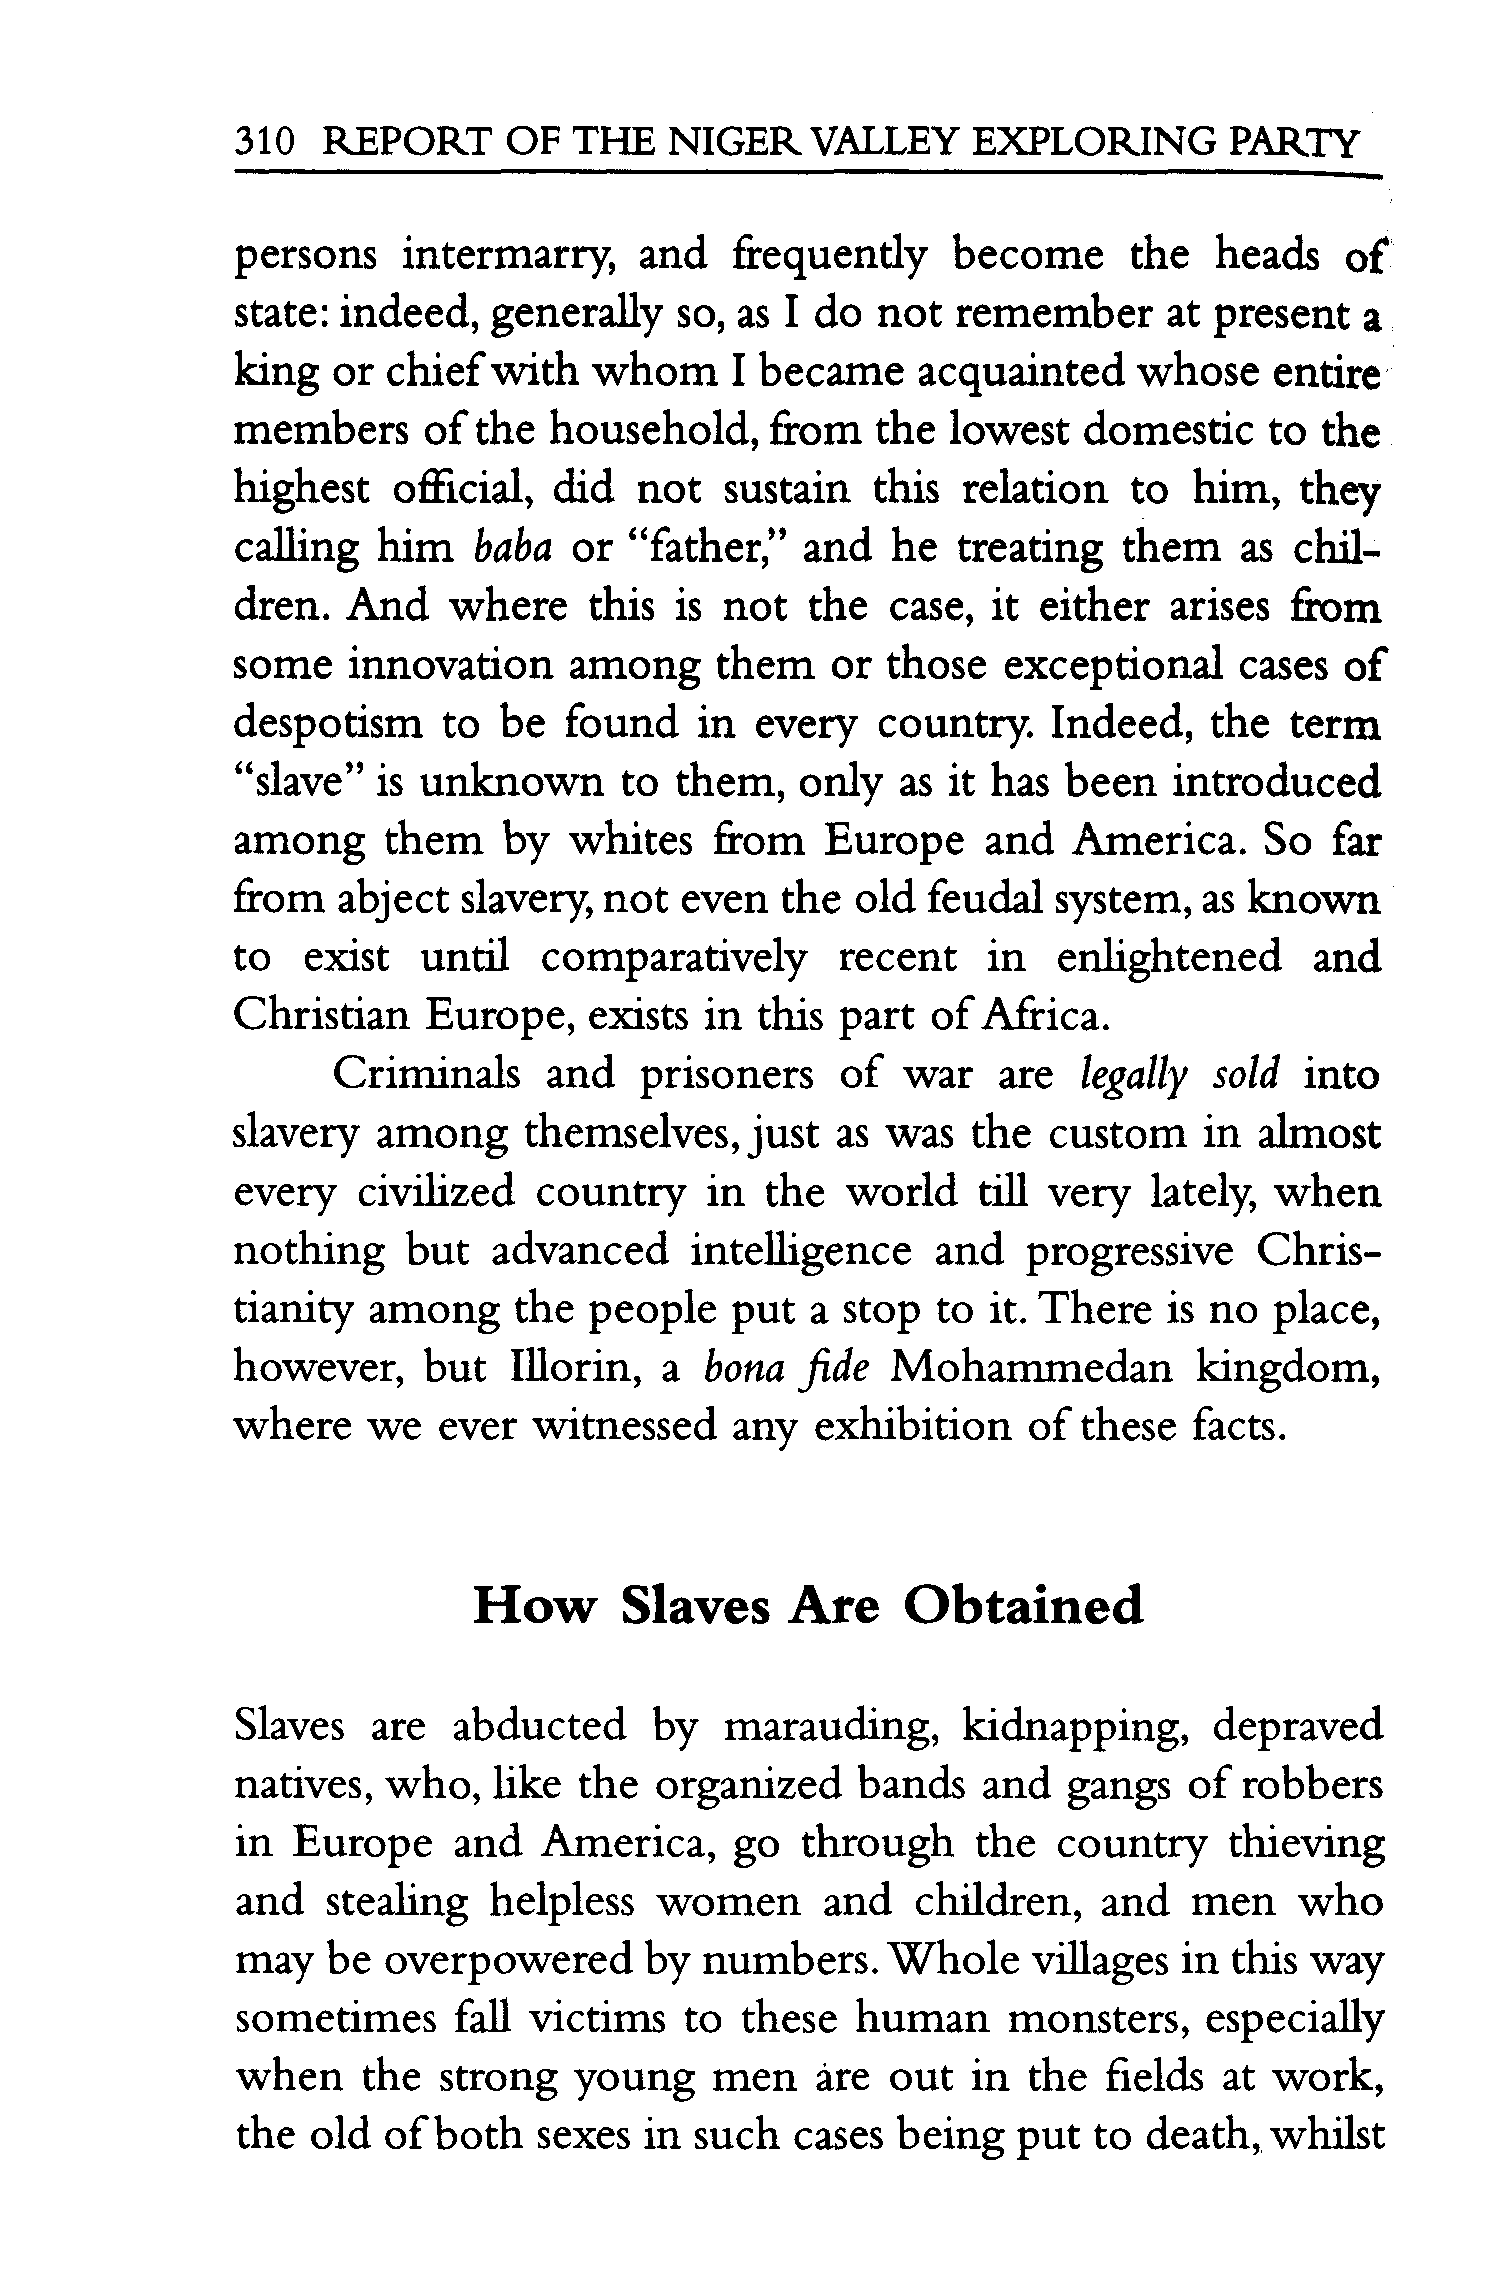 310 REPORT OF THE NIGER VALLEY EXPLORING PARTY
persons intermarry, and frequently become the heads of
state: indeed, generally so, as I do not remember at present a
king or chief with whom I became acquainted whose entire
members of the household, from the lowest domestic to the
highest official, did not sustain this relation to him, they
calling him baba or “father,” and he treating them as chil-
dren. And where this is not the case, it either arises from
some innovation among them or those exceptional cases of
despotism to be found in every country. Indeed, the term
“slave” is unknown to them, only as it has been introduced
among them by whites from Europe and America. So far
from abject slavery, not even the old feudal system, as known
to exist until comparatively recent in enlightened and
Christian Europe, exists in this part of Africa.
Criminals and prisoners of war are legally sold into
slavery among themselves, just as was the custom in almost
every civilized country in the world till very lately, when
nothing but advanced intelligence and progressive Chris-
tianity among the people put a stop to it. There is no place,
however, but Illorin, a bona fide Mohammedan kingdom,
where we ever witnessed any exhibition of these facts.
How Slaves Are Obtained
Slaves are abducted by marauding, kidnapping, depraved
natives, who, like the organized bands and gangs of robbers
in Europe and America, go through the country thieving
and stealing helpless women and children, and men who
may be overpowered by numbers. Whole villages in this way
sometimes fall victims to these human monsters, especially
when the strong young men are out in the fields at work,
the old of both sexes in such cases being put to death, whilst